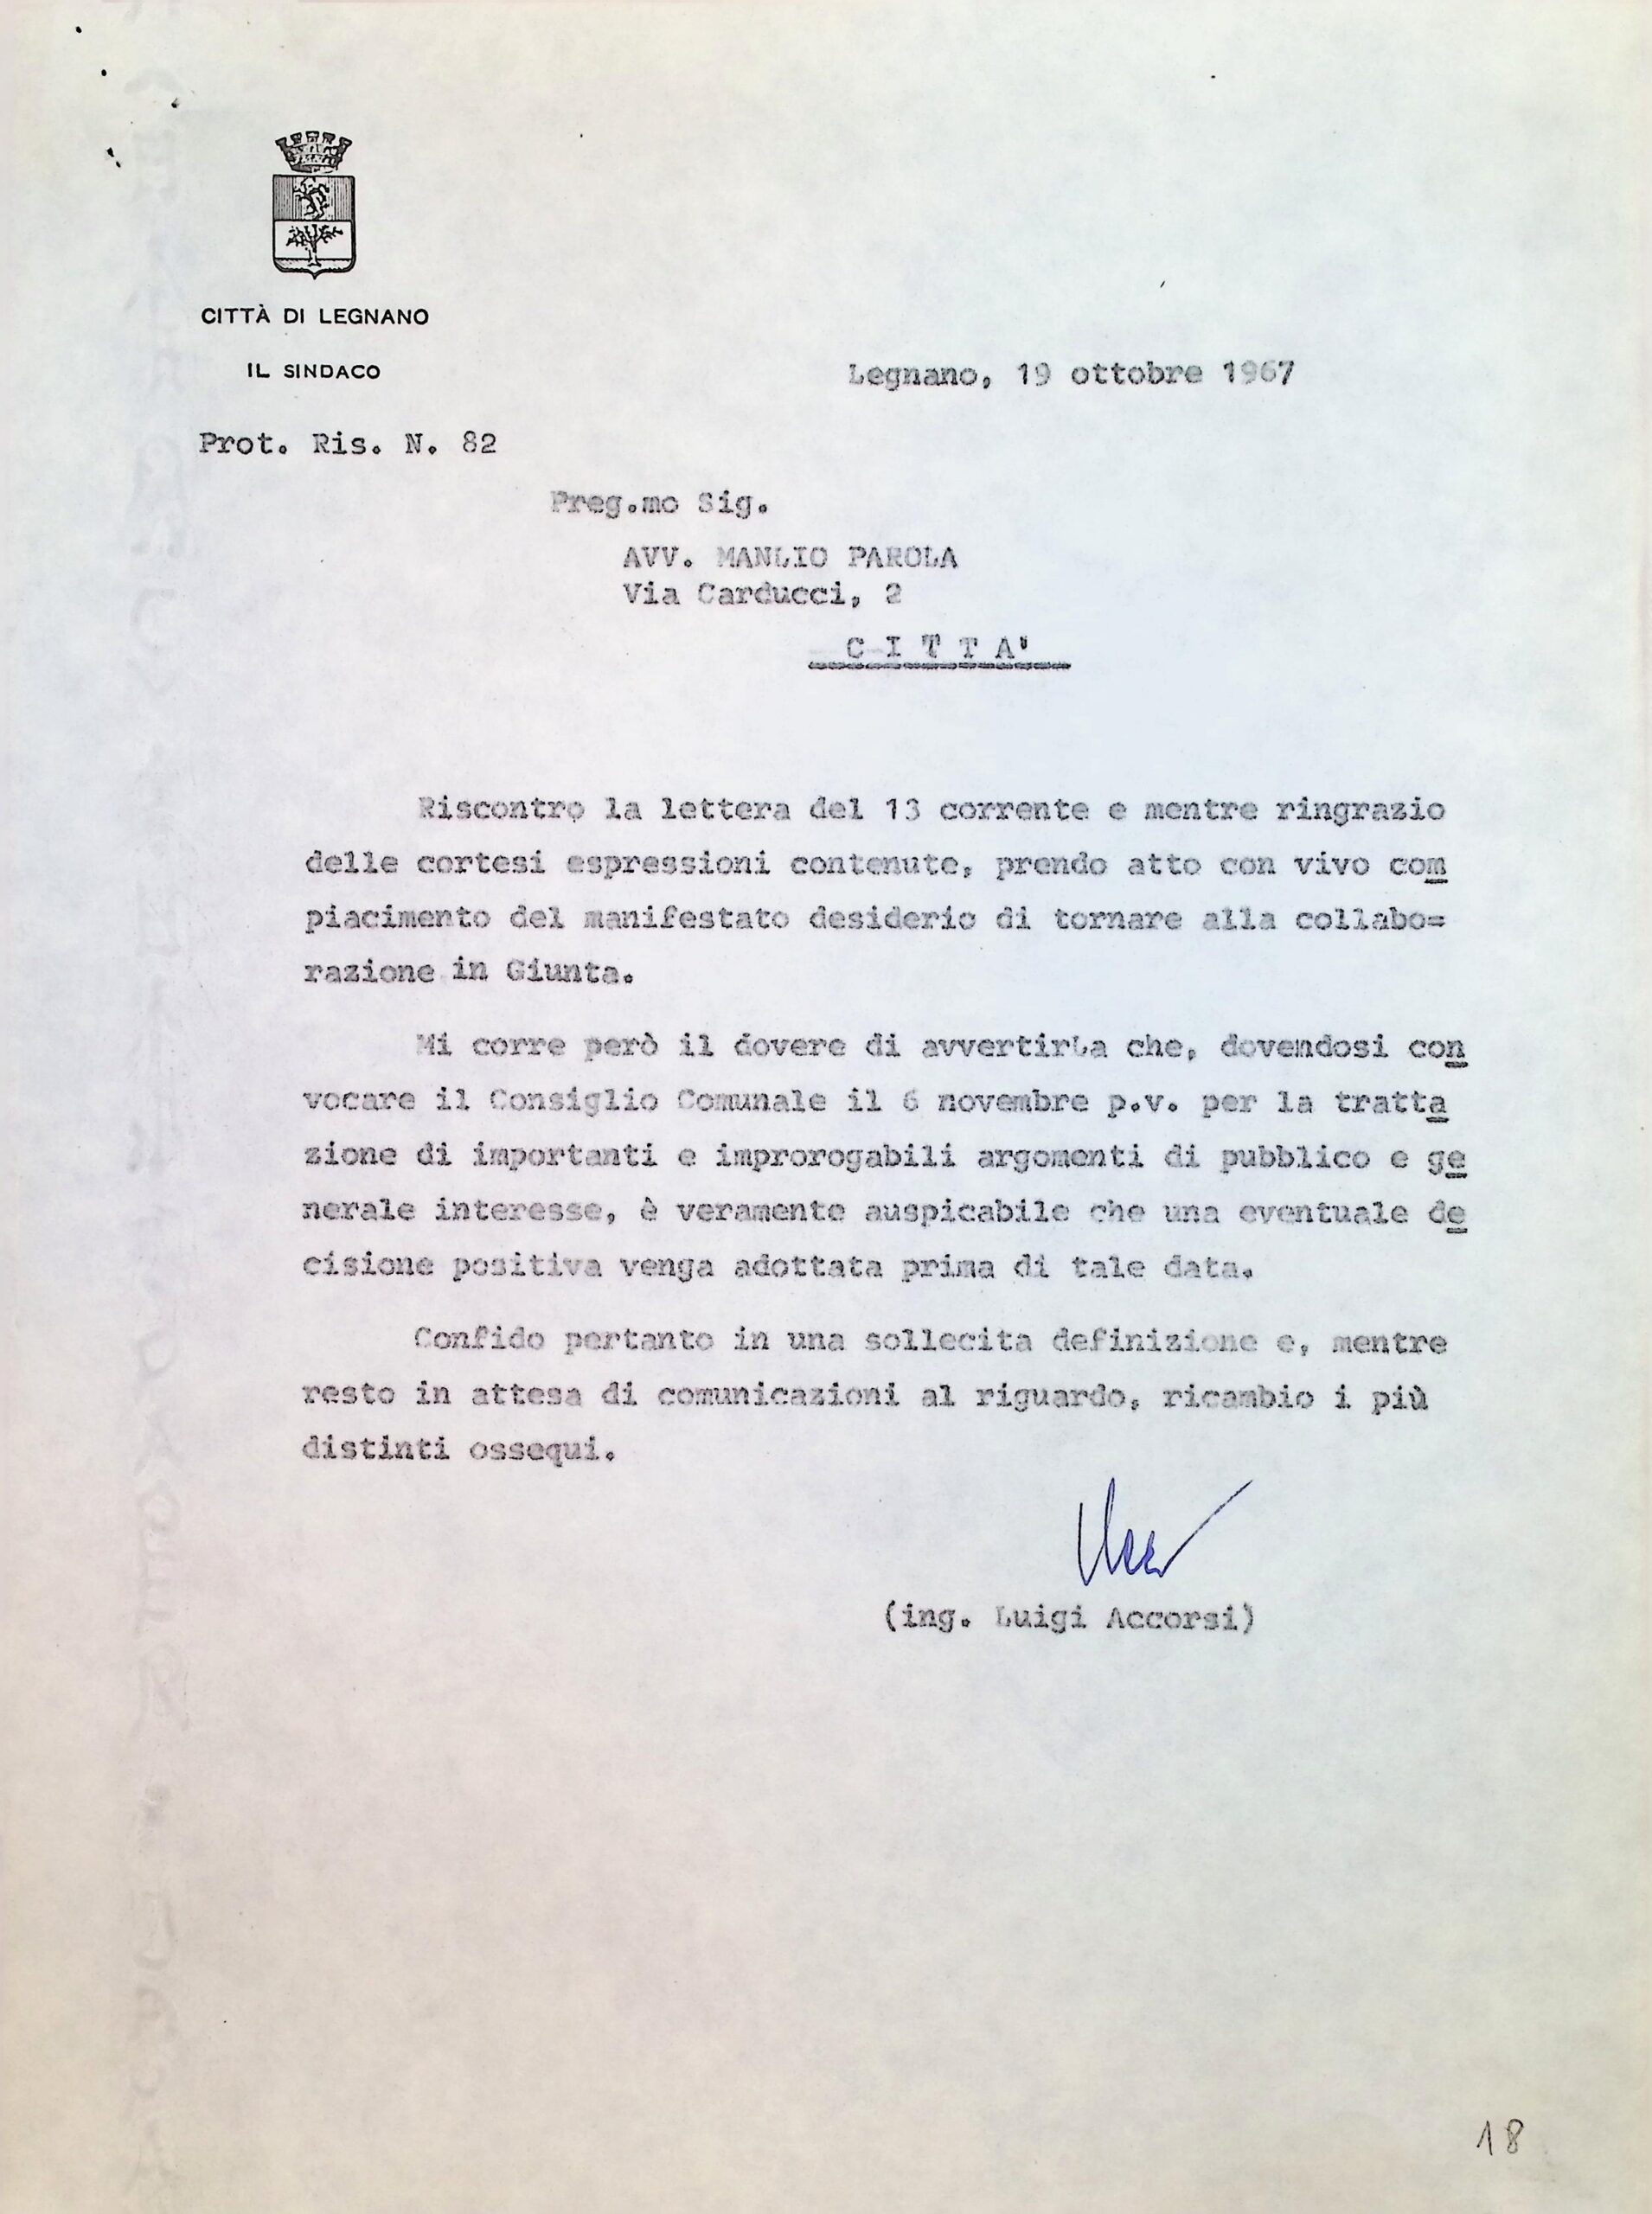 CITTÀ DI LEGNANO
IL SINDACO
Legnano, 19 ottobre 1967
Prot. Ris. N. 82
Preg.mo Sig.
AVV. MANLIO PAROLA
Via Carducci, 2
C I T T A'
Riscontro la lettera del 13 corrente e mentre ringrazio
delle cortesi espressioni contenute, prendo atto con vivo com
piacimento del manifestato desiderio di tornare alla collabo=
razione in Giunta.
Mi corre però il dovere di avvertirLa che, dovendosi con
vocare il Consiglio Comunale il 6 novembre p.v. per la tratta
zione di importanti e improrogabili argomenti di pubblico e ge
nerale interesse, è veramente auspicabile che una eventuale de
cisione positiva venga adottata prima di tale data.
Confido pertanto in una sollecita definizione e, mentre
resto in attesa di comunicazioni al riguardo, ricambio i più
distinti ossequi.
(ing. Luigi Accorsi)
18